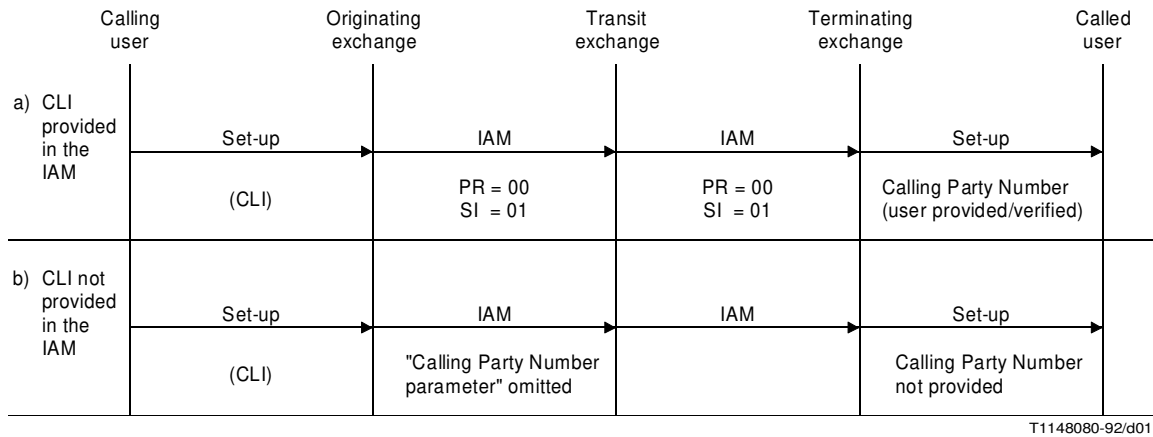 Calling
user
Originating
exchange
Transit
exchange
Terminating
exchange
Called
user
a) CLI
provided
in the
IAM
Set-up
IAM
IAM
Set-up
(CLI)
PR = 00
SI = 01
PR = 00
SI = 01
Calling Party Number
(user provided/verified)
b) CLI not
provided
in the
IAM
Set-up
IAM
IAM
Set-up
(CLI)
"Calling Party Number
parameter" omitted
Calling Party Number
not provided
T1148080-92/d01